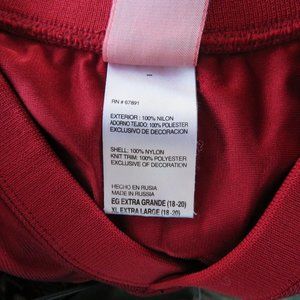 RN # 67891
EXTERIOR : 100% NILON
ADORNO TEJIDO: 100% POLIESTER
EXCLUSIVO DE DECORACION
SHELL: 100% NYLON
KNIT TRIM: 100% POLYESTER
EXCLUSIVE OF DECORATION
HECHO EN RUSIA
MADE IN RUSSIA
EG EXTRA GRANDE (18-20)
XL EXTRA LARGE (18-20)